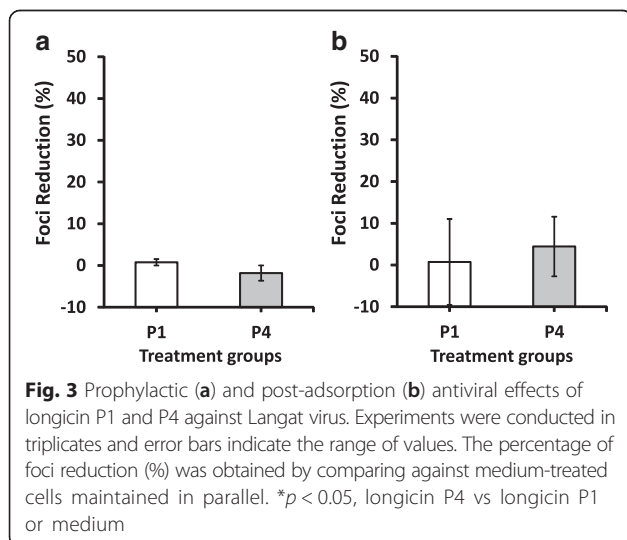 a
50
40
30
20
10
0
-10
Foci Reduction (%)
P1 P4
Treatment groups
b
50
40
30
20
10
0
-10
Foci Reduction (%)
P1 P4
Treatment groups
Fig. 3 Prophylactic (a) and post-adsorption (b) antiviral effects of
longicin P1 and P4 against Langat virus. Experiments were conducted in
triplicates and error bars indicate the range of values. The percentage of
foci reduction (%) was obtained by comparing against medium-treated
cells maintained in parallel. *p < 0.05, longicin P4 vs longicin P1
or medium